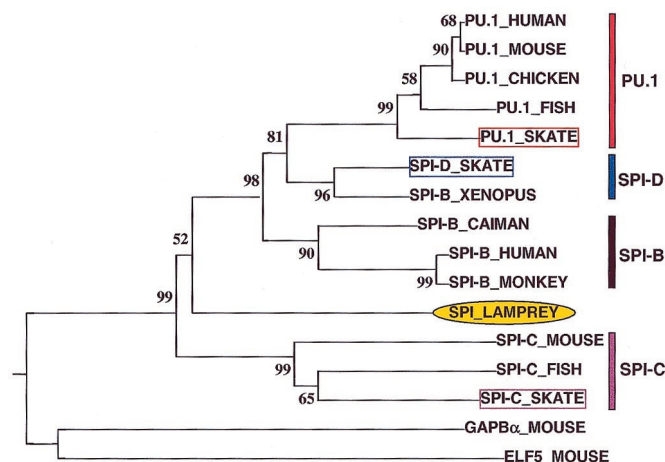 68
PU.1_HUMAN
PU.1_MOUSE
90
PU.1_CHICKEN
PU.1
58
PU.1_FISH
99
PU.1_SKATE
81
SPI-D_SKATE
SPI-D
96
SPI-B_XENOPUS
98
SPI-B_CAIMAN
52
90
SPI-B_HUMAN
SPI-B
99
SPI-B_MONKEY
99
SPI_LAMPREY
SPI-C_MOUSE
99
SPI-C_FISH
SPI-C
65
SPI-C_SKATE
GAPBα_MOUSE
ELF5_MOUSE